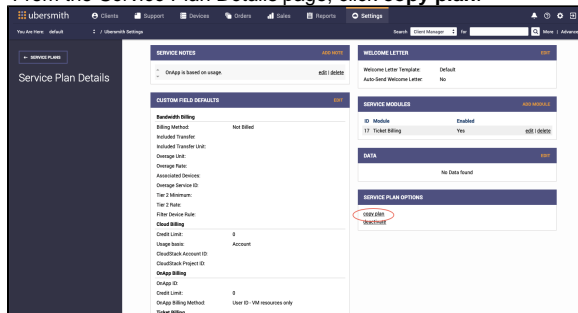 From the Service Plan Details page, click copy plan.
ubersmith
Clients
Support
Devices
Orders
Sales
Reports
Settings
You Are Here: default / Ubersmith Settings
Search Client Manager for More | Advanced
← SERVICE PLANS
Service Plan Details
SERVICE NOTES ADD NOTE
OnApp is based on usage. edit | delete
CUSTOM FIELD DEFAULTS EDIT
Bandwidth Billing
Billing Method: Not Billed
Included Transfer:
Included Transfer Unit:
Overage Unit:
Overage Rate:
Associated Devices:
Overage Service ID:
Tier 2 Minimum:
Tier 2 Rate:
Filter Device Rule:
Cloud Billing
Credit Limit: 0
Usage basis: Account
CloudStack Account ID:
CloudStack Project ID:
OnApp Billing
OnApp ID:
Credit Limit: 0
OnApp Billing Method: User ID - VM resources only
Ticket Billing
WELCOME LETTER EDIT
Welcome Letter Template: Default
Auto-Send Welcome Letter: No
SERVICE MODULES ADD MODULE
ID Module Enabled
17 Ticket Billing Yes edit | delete
DATA EDIT
No Data found
SERVICE PLAN OPTIONS
copy plan
deactivate